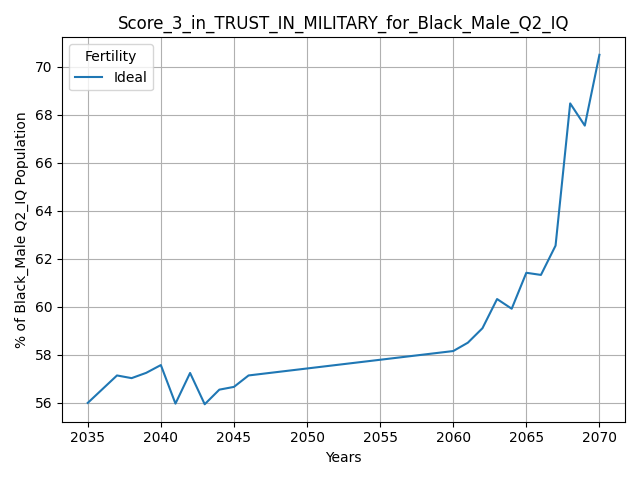 Score_3_in_TRUST_IN_MILITARY_for_Black_Male_Q2_IQ
Fertility
Ideal
% of Black_Male Q2_IQ Population
70
68
66
64
62
60
58
56
2035 2040 2045 2050 2055 2060 2065 2070
Years